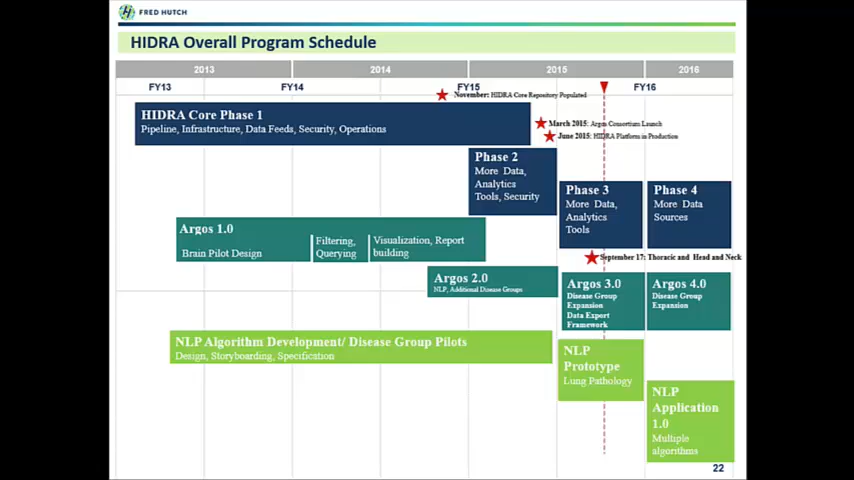 FRED HUTCH
HIDRA Overall Program Schedule
2013
2014
2015
2016
FY13
FY14
FY15
FY16
November: HIDRA Core Repository Populated
HIDRA Core Phase 1
Pipeline, Infrastructure, Data Feeds, Security, Operations
March 2015: Argos Consortium Launch
June 2015: HIDRA Platform in Production
Phase 2
More Data,
Analytics
Tools, Security
Phase 3
More Data,
Analytics
Tools
Phase 4
More Data
Sources
Argos 1.0
Brain Pilot Design
Filtering,
Querying
Visualization, Report
building
September 17: Thoracic and Head and Neck
Argos 2.0
NLP, Additional Disease Groups
Argos 3.0
Disease Group
Expansion
Data Export
Framework
Argos 4.0
Disease Group
Expansion
NLP Algorithm Development/ Disease Group Pilots
Design, Storyboarding, Specification
NLP
Prototype
Lung Pathology
NLP
Application
1.0
Multiple
algorithms
22